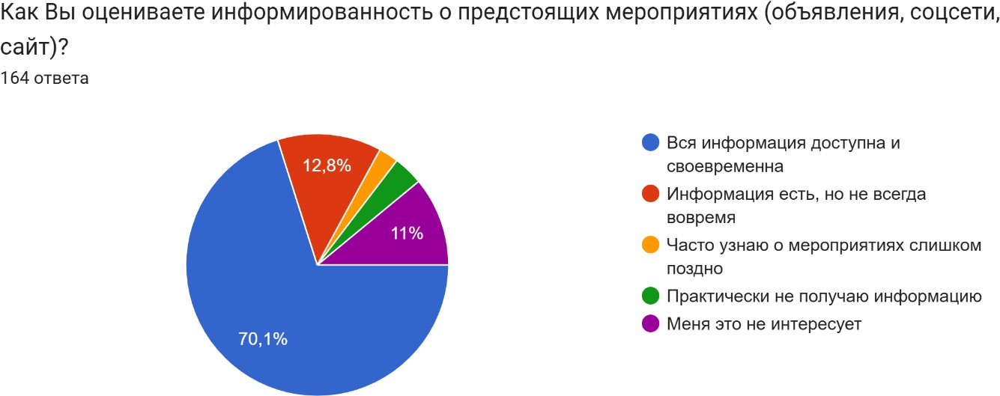 Как Вы оцениваете информированность о предстоящих мероприятиях (объявления, соцсети,
сайт)?
164 ответа
12,8%
11%
70,1%
Вся информация доступна и
своевременна
Информация есть, но не всегда
вовремя
Часто узнаю о мероприятиях слишком
поздно
Практически не получаю информацию
Меня это не интересует